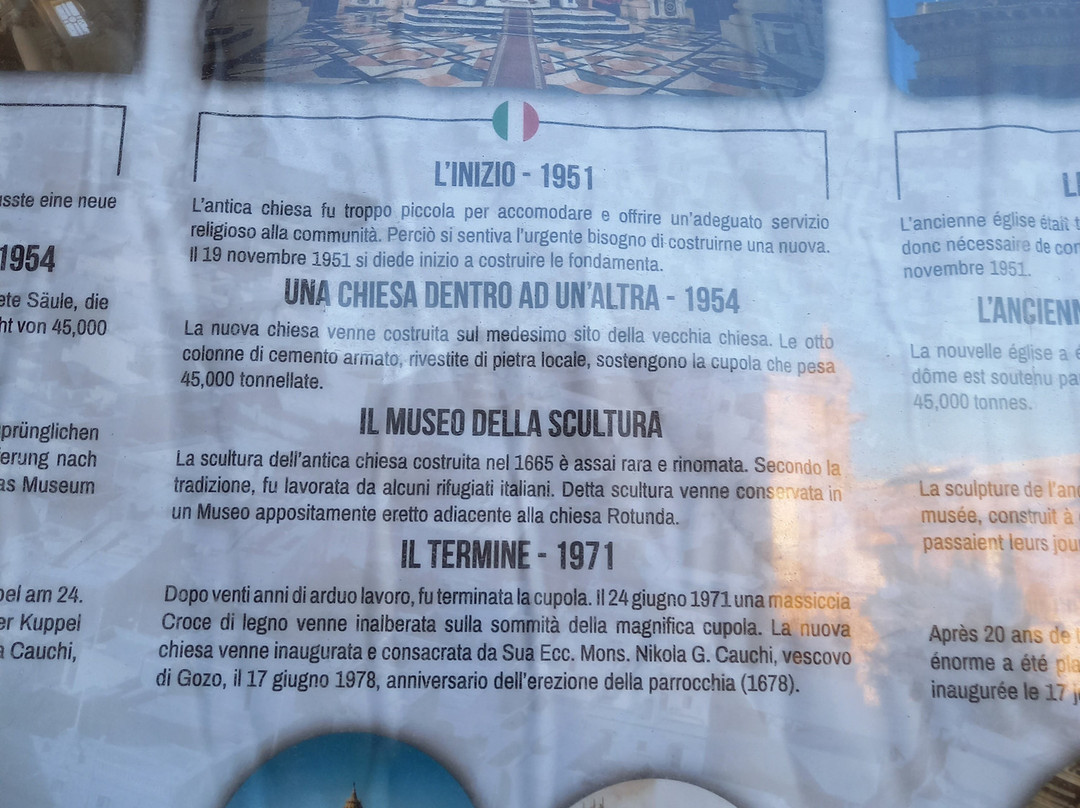 sste eine neue
1954
ete Säule, die
ht von 45,000
prünglichen
erung nach
as Museum
el am 24.
er Kuppel
Cauchi,
L'INIZIO - 1951
L'antica chiesa fu troppo piccola per accomodare e offrire un'adeguato servizio
religioso alla communità. Perciò si sentiva l'urgente bisogno di costruirne una nuova.
Il 19 novembre 1951 si diede inizio a costruire le fondamenta.
UNA CHIESA DENTRO AD UN'ALTRA - 1954
La nuova chiesa venne costruita sul medesimo sito della vecchia chiesa. Le otto
colonne di cemento armato, rivestite di pietra locale, sostengono la cupola che pesa
45,000 tonnellate.
IL MUSEO DELLA SCULTURA
La scultura dell'antica chiesa costruita nel 1665 è assai rara e rinomata. Secondo la
tradizione, fu lavorata da alcuni rifugiati italiani. Detta scultura venne conservata in
un Museo appositamente eretto adiacente alla chiesa Rotunda.
IL TERMINE - 1971
Dopo venti anni di arduo lavoro, fu terminata la cupola. il 24 giugno 1971 una massiccia
Croce di legno venne inalberata sulla sommità della magnifica cupola. La nuova
chiesa venne inaugurata e consacrata da Sua Ecc. Mons. Nikola G. Cauchi, vescovo
di Gozo, il 17 giugno 1978, anniversario dell'erezione della parrocchia (1678).
L'ancienne église était
donc nécessaire de con
novembre 1951.
L'ANCIENN
La nouvelle église a
dôme est soutenu pa
45,000 tonnes.
La sculpture de l'an
musée, construit à
passaient leurs jou
Après 20 ans de
énorme a été pla
inaugurée le 17 j